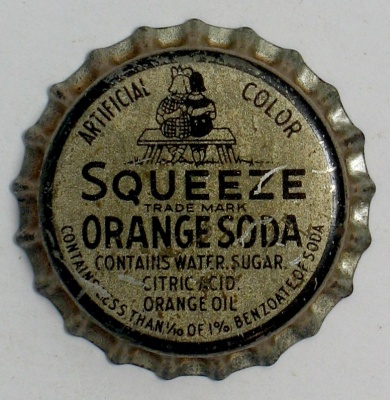 ARTIFICIAL COLOR
SQUEEZE
TRADE MARK
ORANGE SODA
CONTAINS WATER, SUGAR,
CITRIC ACID,
ORANGE OIL
CONTAINS LESS THAN 1/10 OF 1% BENZOATE OF SODA